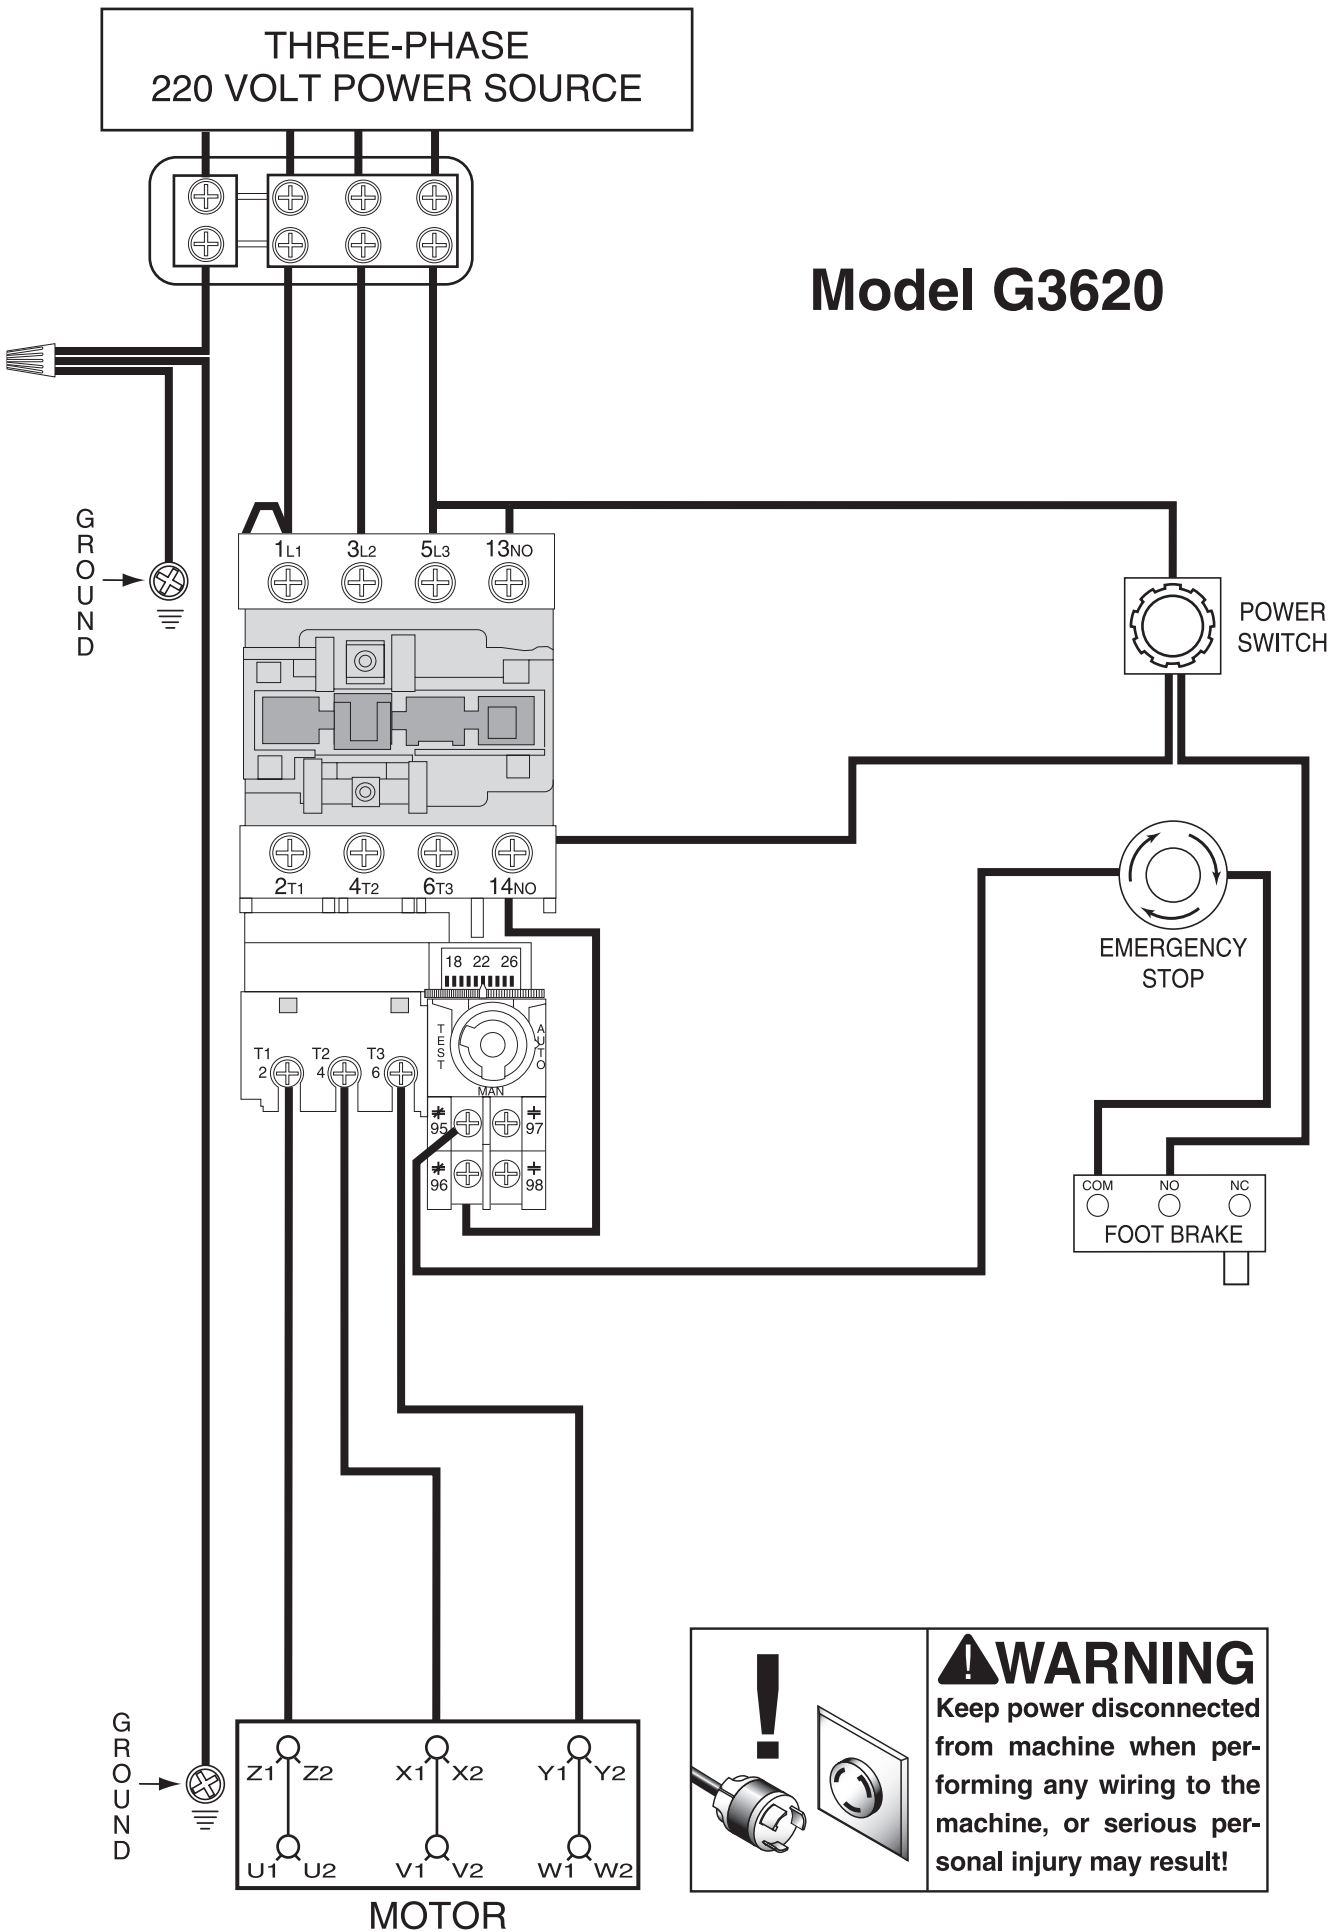 THREE-PHASE
220 VOLT POWER SOURCE
Model G3620
GROUND
1L1 3L2 5L3 13NO
POWER
SWITCH
2T1 4T2 6T3 14NO
EMERGENCY
STOP
18 22 26
TEST
AUTO
MAN
T1 T2 T3
2 4 6
95 97
96 98
COM NO NC
FOOT BRAKE
GROUND
Z1 Z2 X1 X2 Y1 Y2
U1 U2 V1 V2 W1 W2
MOTOR
WARNING
Keep power disconnected
from machine when per-
forming any wiring to the
machine, or serious per-
sonal injury may result!